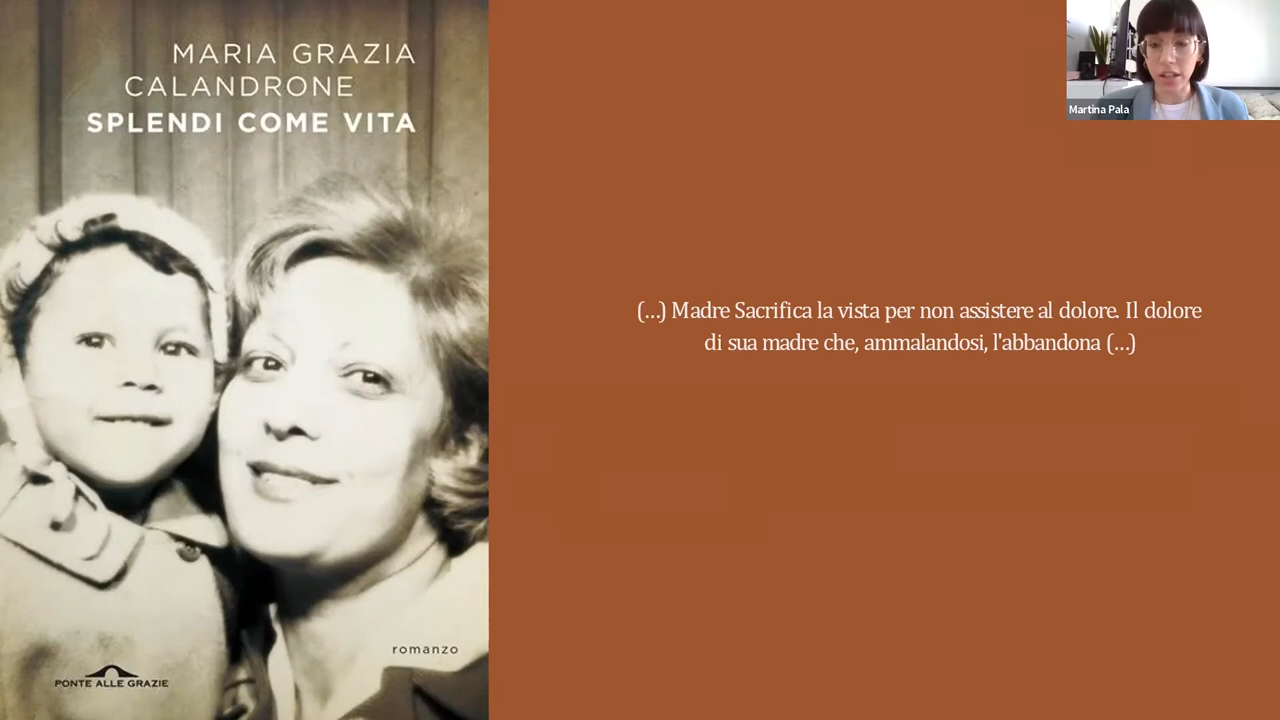 MARIA GRAZIA
CALANDRONE
SPLENDI COME VITA
romanzo
PONTE ALLE GRAZIE
(...) Madre Sacrifica la vista per non assistere al dolore. Il dolore
di sua madre che, ammalandosi, l'abbandona (...)
Martina Pala